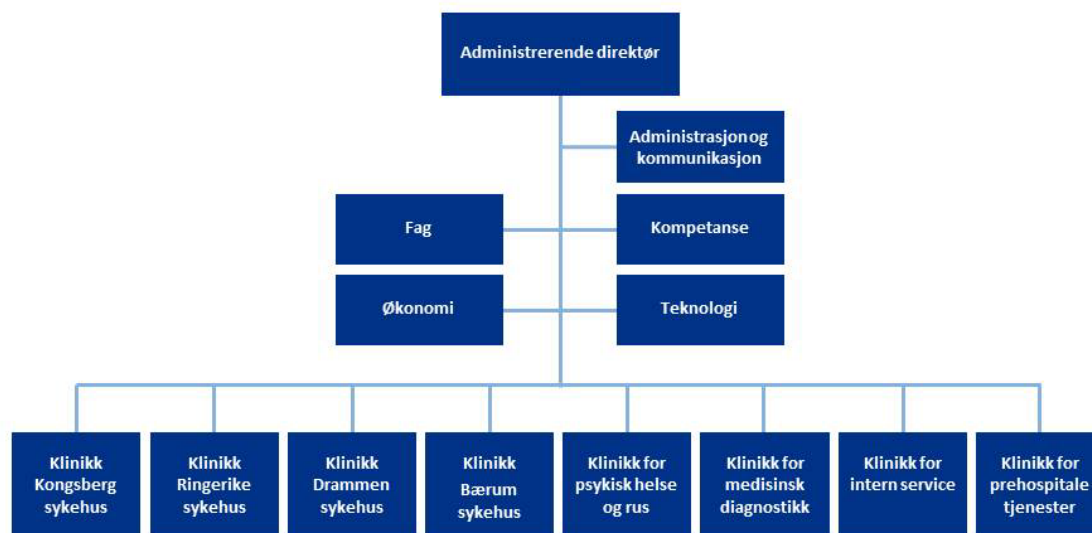 Administrerende direktør
Administrasjon og
kommunikasjon
Fag
Kompetanse
Økonomi
Teknologi
Klinikk
Kongsberg
sykehus
Klinikk
Ringerike
sykehus
Klinikk
Drammen
sykehus
Klinikk
Bærum
sykehus
Klinikk for
psykisk helse
og rus
Klinikk for
medisinsk
diagnostikk
Klinikk for
intern service
Klinikk for
prehospitale
tjenester